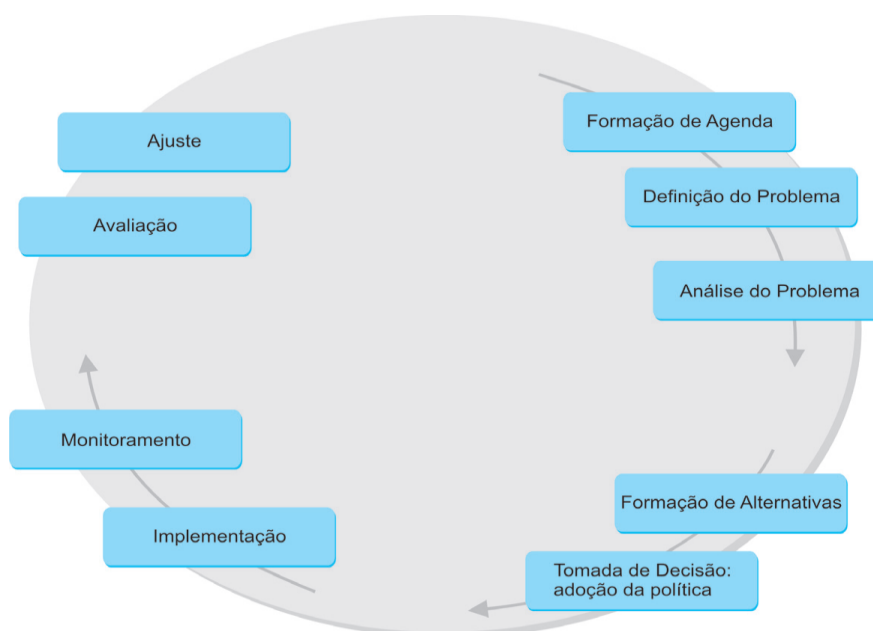 Formação de Agenda
Definição do Problema
Análise do Problema
Formação de Alternativas
Tomada de Decisão:
adoção da política
Implementação
Monitoramento
Avaliação
Ajuste